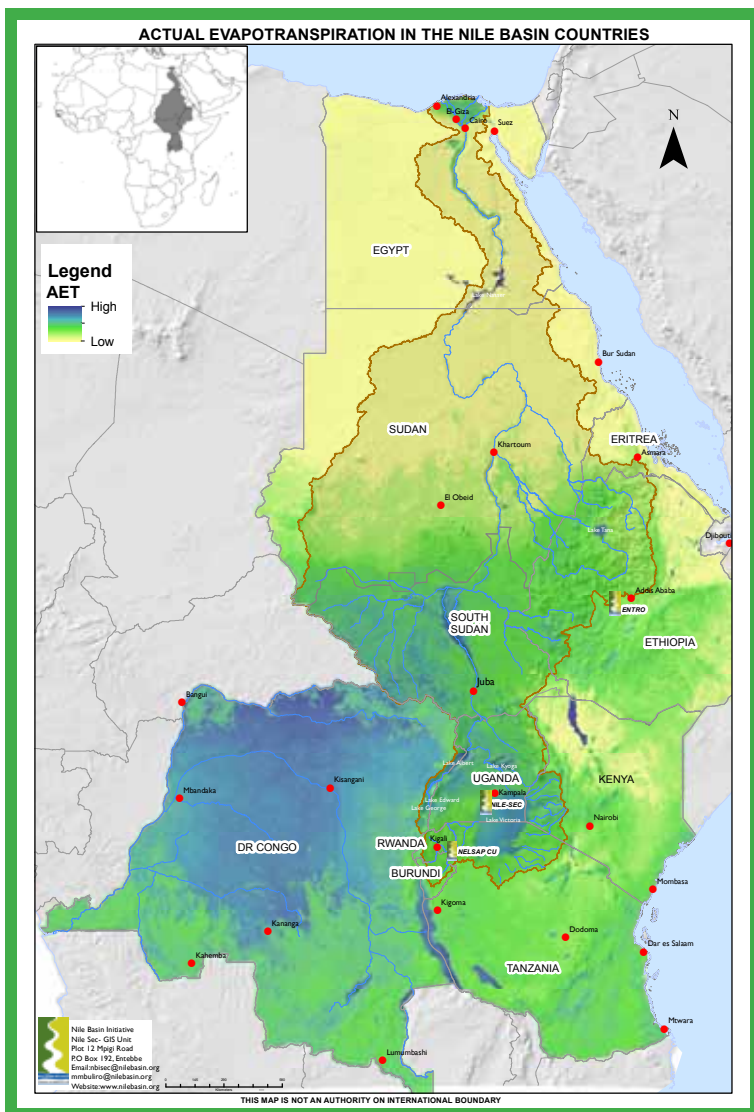 ACTUAL EVAPOTRANSPIRATION IN THE NILE BASIN COUNTRIES
N
Legend
AET
High
Low
Alexandria
El-Giza
Cairo
Suez
EGYPT
Bur Sudan
SUDAN
ERITREA
Khartoum
Asmara
El Obeid
Lake Tana
Djibouti
Addis Ababa
ENTRO
SOUTH
SUDAN
ETHIOPIA
Juba
Bangui
Lake Albert
Lake Kyoga
UGANDA
KENYA
Kisangani
Kampala
Mbandaka
Lake Edward
NILE-SEC
Lake George
Lake Victoria
Nairobi
DR CONGO
RWANDA
Kigali
NELSAP CU
BURUNDI
Mombasa
Kigoma
Kananga
Dodoma
Dar es Salaam
Kahemba
TANZANIA
Mtwara
Nile Basin Initiative
Nile Sec- GIS Unit
Plot 12 Mpigi Road
P.O Box 192, Entebbe
Email:nbisec@nilebasin.org
mmbuliro@nilebasin.org
Website:www.nilebasin.org
Lumumbashi
THIS MAP IS NOT AN AUTHORITY ON INTERNATIONAL BOUNDARY